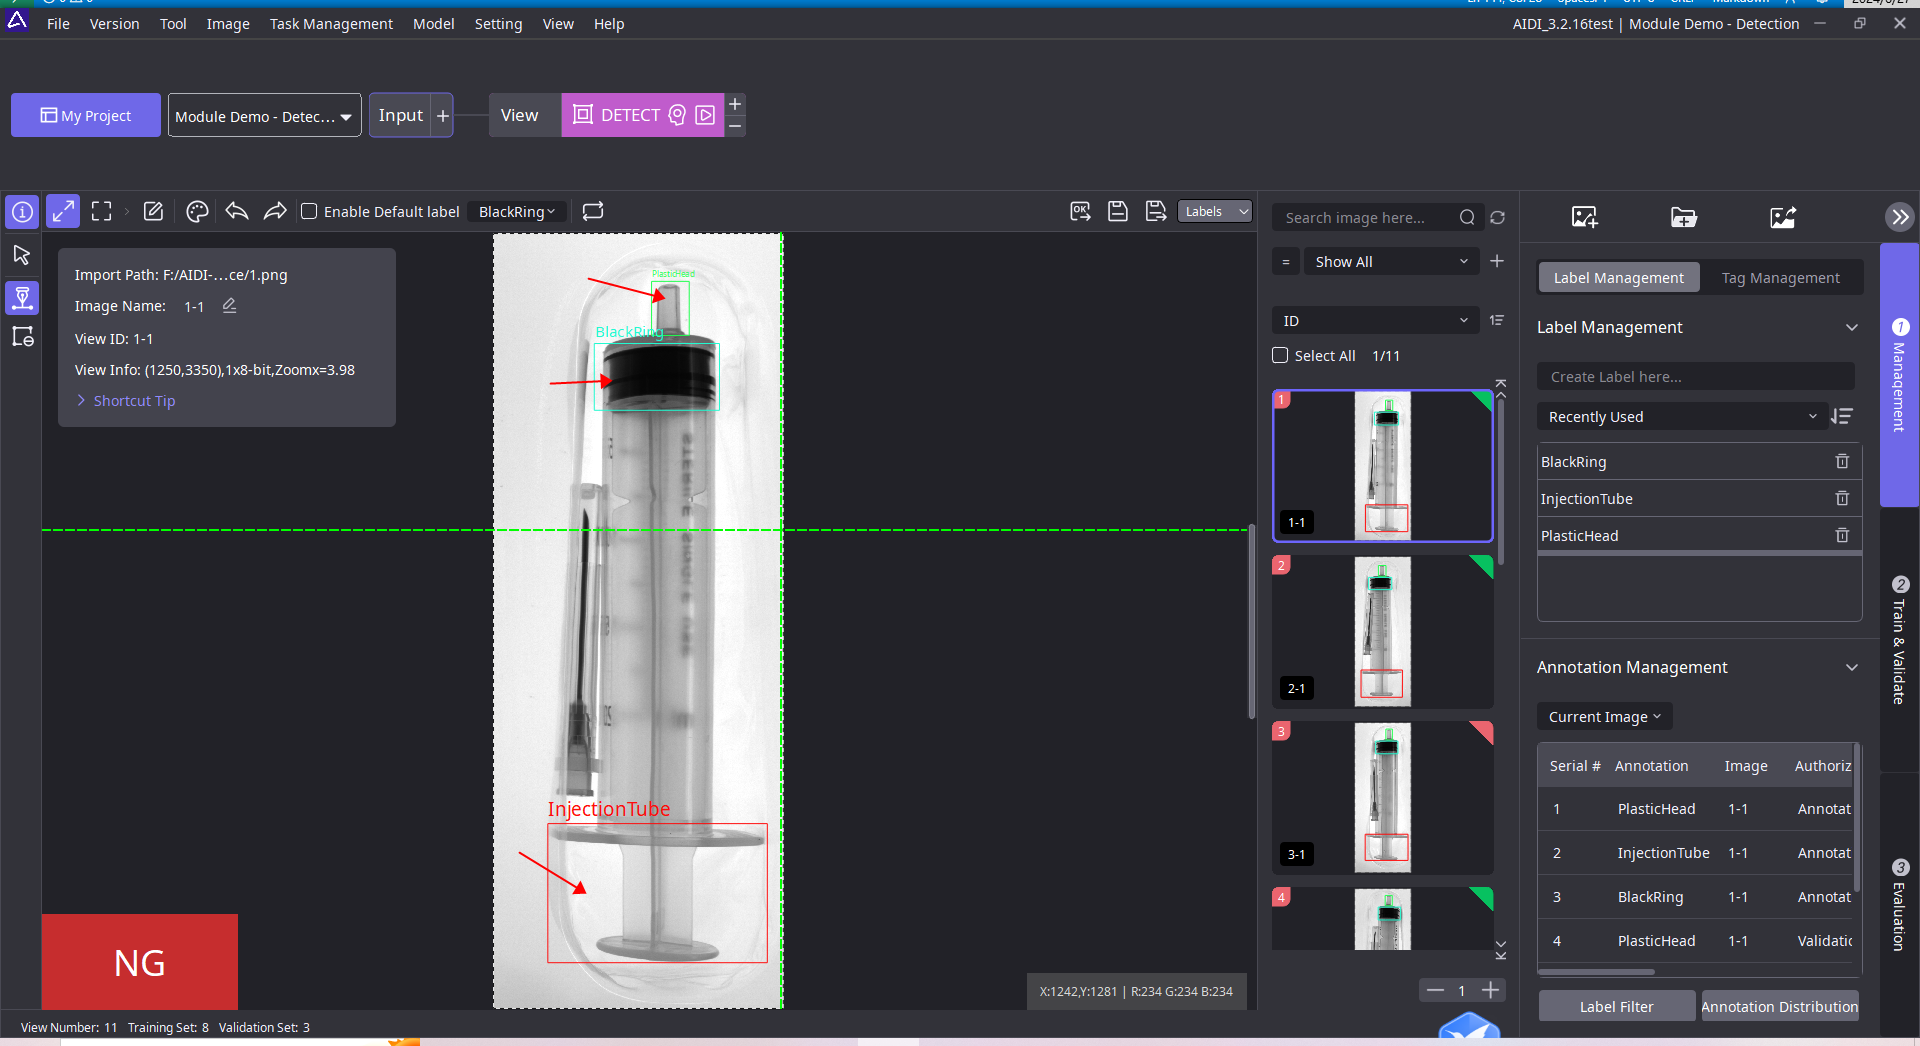 File Version Tool Image Task Management Model Setting View Help
AIDI_3.2.16test | Module Demo - Detection
My Project
Module Demo - Detec...
Input +
View
DETECT
Enable Default label
BlackRing
Labels
Import Path: F:/AIDI-...ce/1.png
Image Name: 1-1
View ID: 1-1
View Info: (1250,3350),1x8-bit,Zoomx=3.98
Shortcut Tip
PlasticHead
BlackRing
InjectionTube
NG
X:1242,Y:1281 | R:234 G:234 B:234
View Number: 11 Training Set: 8 Validation Set: 3
Search image here...
=
Show All
ID
Select All 1/11
1
1-1
2
2-1
3
3-1
4
1
Label Management
Tag Management
Label Management
Create Label here...
Recently Used
BlackRing
InjectionTube
PlasticHead
Annotation Management
Current Image
Serial # Annotation Image Authoriz
1 PlasticHead 1-1 Annotat
2 InjectionTube 1-1 Annotat
3 BlackRing 1-1 Annotat
4 PlasticHead 1-1 Validatic
Label Filter
Annotation Distribution
1 Management
2 Train & Validate
3 Evaluation